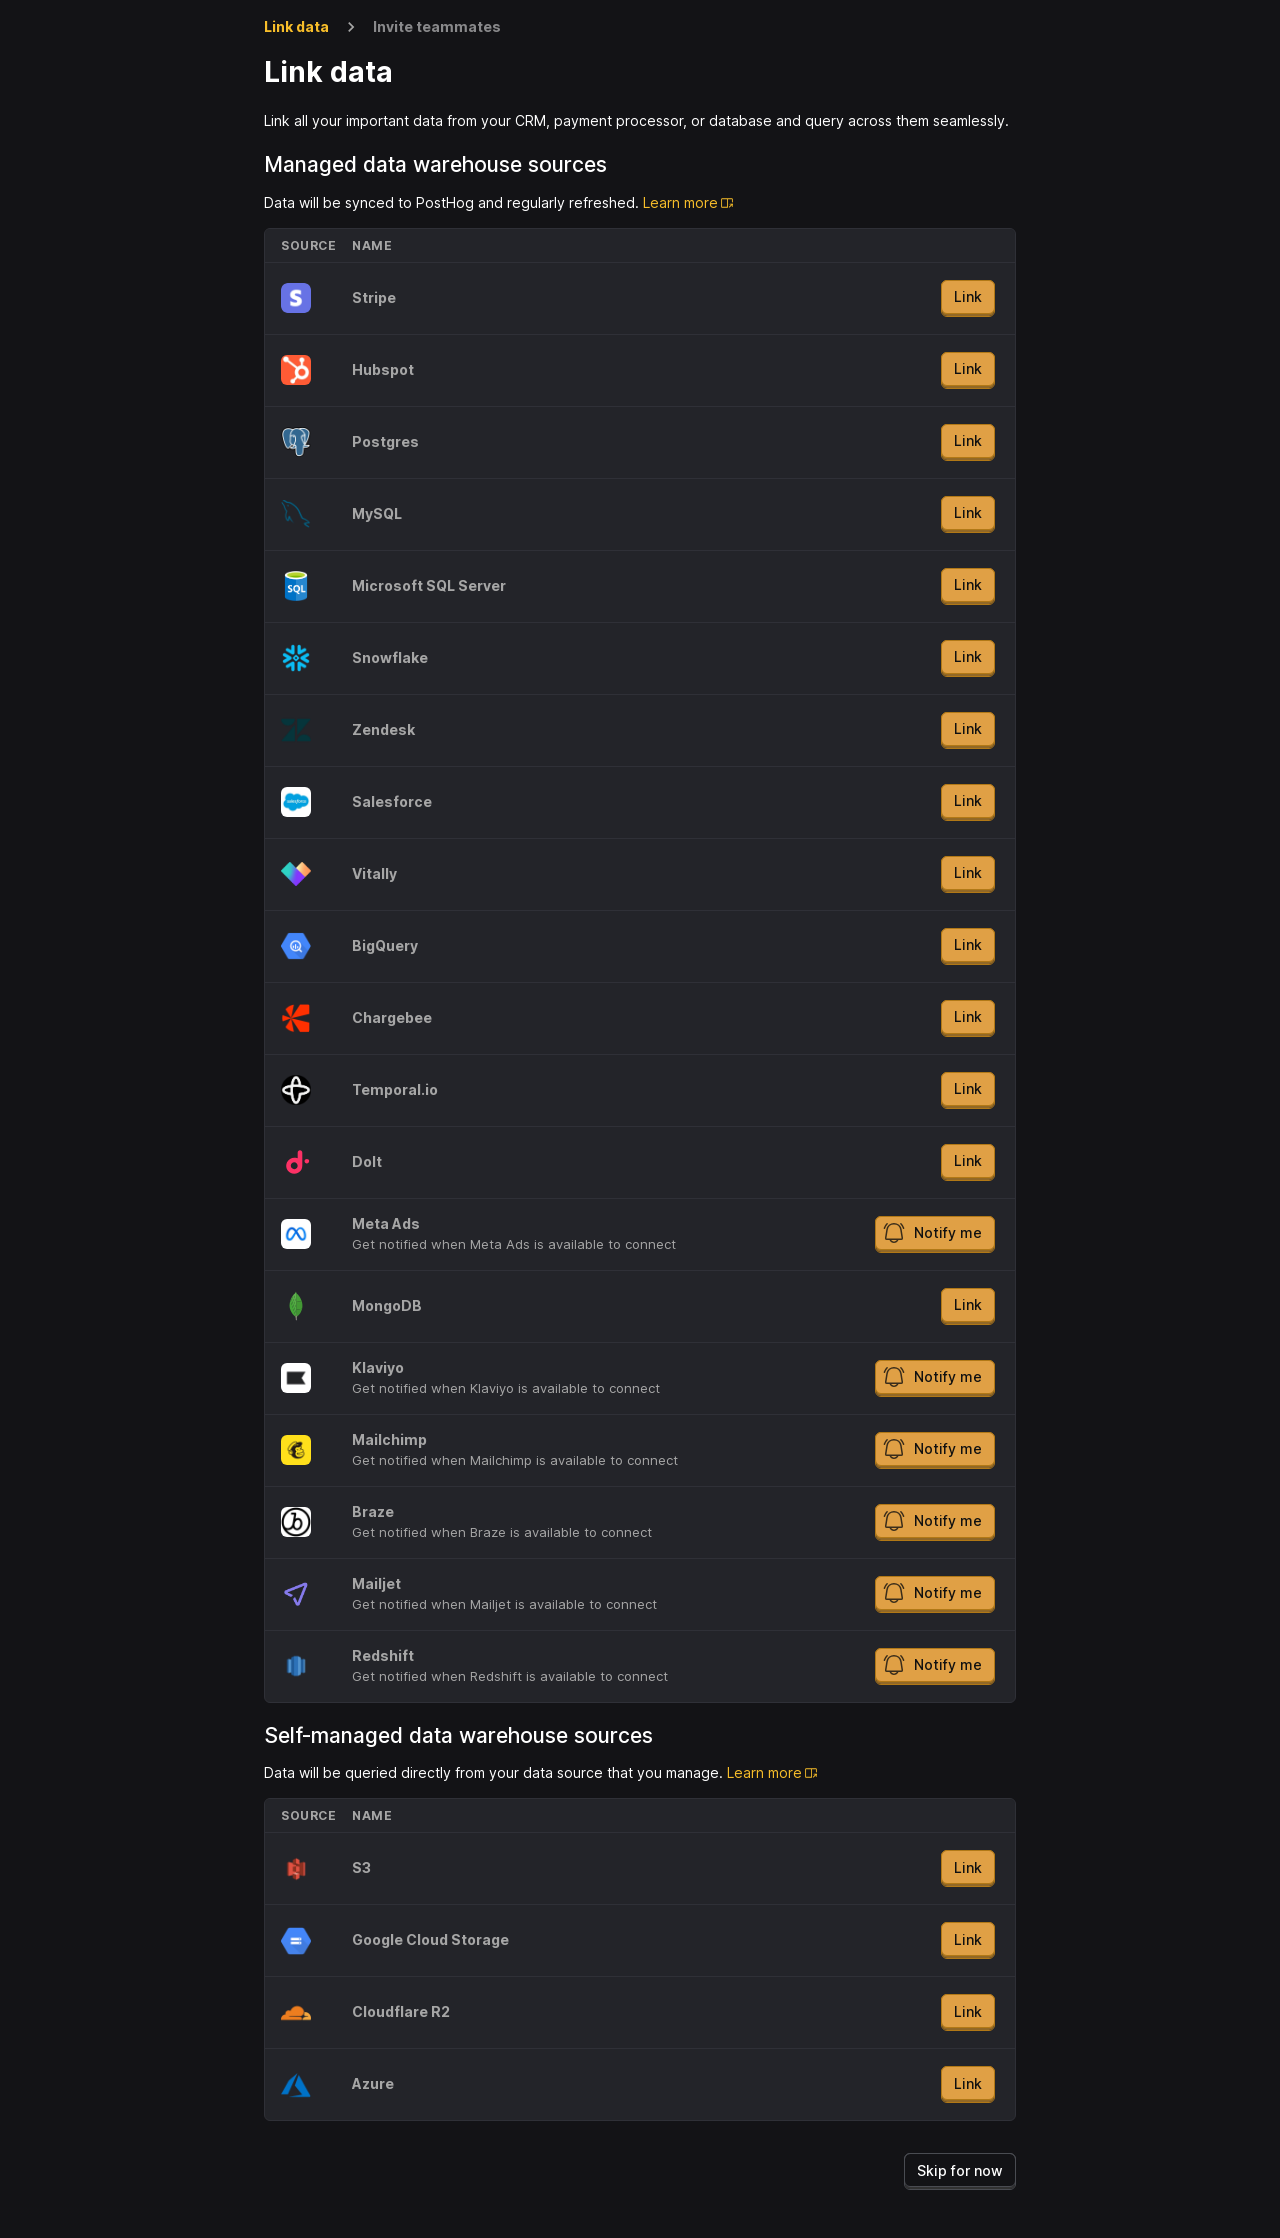 Link data
Invite teammates
Link data
Link all your important data from your CRM, payment processor, or database and query across them seamlessly.
Managed data warehouse sources
Data will be synced to PostHog and regularly refreshed. Learn more
SOURCE NAME
Stripe Link
Hubspot Link
Postgres Link
MySQL Link
SQL Microsoft SQL Server Link
Snowflake Link
Zendesk Link
salesforce Salesforce Link
Vitally Link
BigQuery Link
Chargebee Link
Temporal.io Link
DoIt Link
Meta Ads
Get notified when Meta Ads is available to connect
Notify me
MongoDB Link
Klaviyo
Get notified when Klaviyo is available to connect
Notify me
Mailchimp
Get notified when Mailchimp is available to connect
Notify me
Braze
Get notified when Braze is available to connect
Notify me
Mailjet
Get notified when Mailjet is available to connect
Notify me
Redshift
Get notified when Redshift is available to connect
Notify me
Self-managed data warehouse sources
Data will be queried directly from your data source that you manage. Learn more
SOURCE NAME
S3 Link
Google Cloud Storage Link
Cloudflare R2 Link
Azure Link
Skip for now